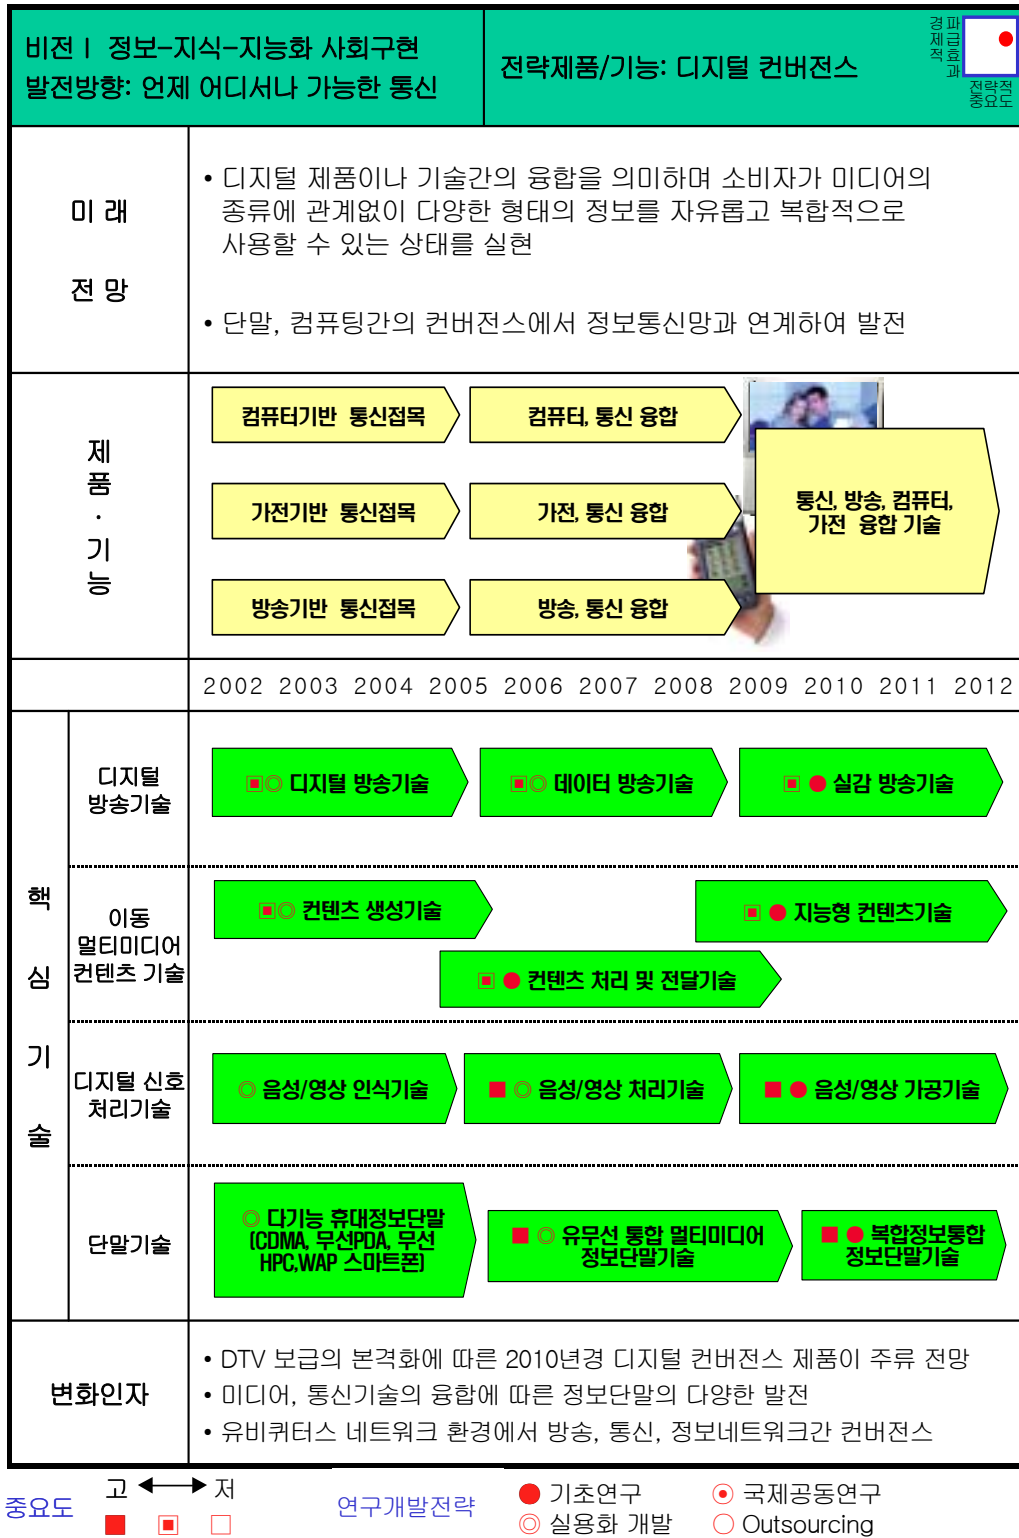 비전 I 정보-지식-지능화 사회구현
발전방향: 언제 어디서나 가능한 통신
전략제품/기능: 디지털 컨버전스
경제적
파급효과
전략적
중요도
미 래
전 망
• 디지털 제품이나 기술간의 융합을 의미하며 소비자가 미디어의
종류에 관계없이 다양한 형태의 정보를 자유롭고 복합적으로
사용할 수 있는 상태를 실현
• 단말, 컴퓨팅간의 컨버전스에서 정보통신망과 연계하여 발전
제
품
·
기
능
컴퓨터기반 통신접목
컴퓨터, 통신 융합
가전기반 통신접목
가전, 통신 융합
방송기반 통신접목
방송, 통신 융합
통신, 방송, 컴퓨터,
가전 융합 기술
2002 2003 2004 2005 2006 2007 2008 2009 2010 2011 2012
핵
심
기
술
디지털
방송기술
▣◎ 디지털 방송기술
▣◎ 데이터 방송기술
▣ ● 실감 방송기술
이동
멀티미디어
컨텐츠 기술
▣◎ 컨텐츠 생성기술
▣ ● 지능형 컨텐츠기술
▣ ● 컨텐츠 처리 및 전달기술
디지털 신호
처리기술
◎ 음성/영상 인식기술
■ ◎ 음성/영상 처리기술
■ ● 음성/영상 가공기술
단말기술
◎ 다기능 휴대정보단말
(CDMA, 무선PDA, 무선
HPC,WAP 스마트폰)
■ ◎ 유무선 통합 멀티미디어
정보단말기술
■ ● 복합정보통합
정보단말기술
변화인자
• DTV 보급의 본격화에 따른 2010년경 디지털 컨버전스 제품이 주류 전망
• 미디어, 통신기술의 융합에 따른 정보단말의 다양한 발전
• 유비퀴터스 네트워크 환경에서 방송, 통신, 정보네트워크간 컨버전스
중요도
고 ↔ 저
■ ▣ □
연구개발전략
● 기초연구
⊙ 국제공동연구
◎ 실용화 개발
○ Outsourcing